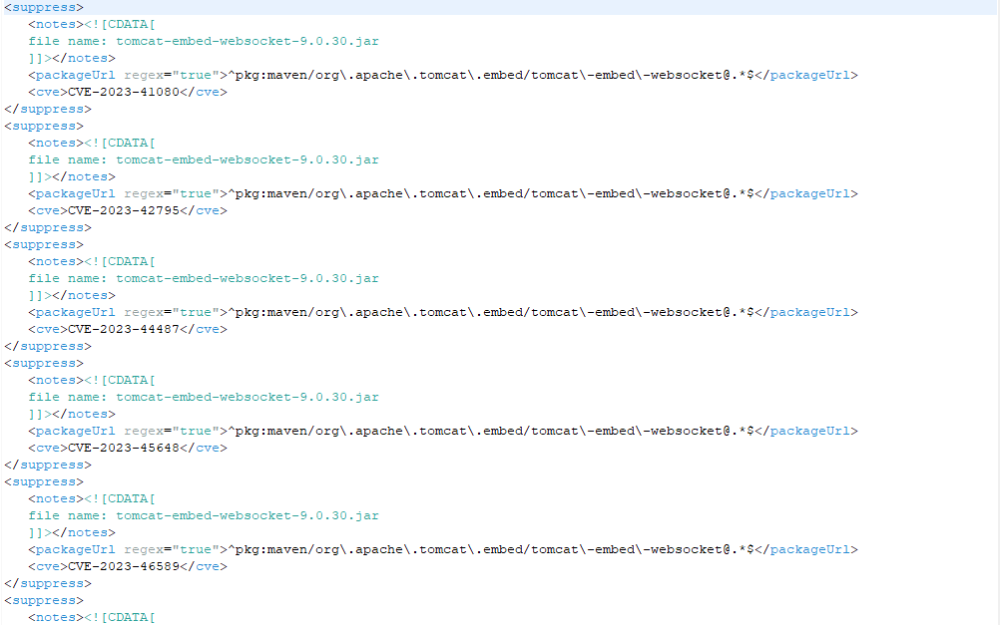 <suppress>
<notes><![CDATA[
file name: tomcat-embed-websocket-9.0.30.jar
]]></notes>
<packageUrl regex="true">^pkg:maven/org\.apache\.tomcat\.embed/tomcat\-embed\-websocket@.*$</packageUrl>
<cve>CVE-2023-41080</cve>
</suppress>
<suppress>
<notes><![CDATA[
file name: tomcat-embed-websocket-9.0.30.jar
]]></notes>
<packageUrl regex="true">^pkg:maven/org\.apache\.tomcat\.embed/tomcat\-embed\-websocket@.*$</packageUrl>
<cve>CVE-2023-42795</cve>
</suppress>
<suppress>
<notes><![CDATA[
file name: tomcat-embed-websocket-9.0.30.jar
]]></notes>
<packageUrl regex="true">^pkg:maven/org\.apache\.tomcat\.embed/tomcat\-embed\-websocket@.*$</packageUrl>
<cve>CVE-2023-44487</cve>
</suppress>
<suppress>
<notes><![CDATA[
file name: tomcat-embed-websocket-9.0.30.jar
]]></notes>
<packageUrl regex="true">^pkg:maven/org\.apache\.tomcat\.embed/tomcat\-embed\-websocket@.*$</packageUrl>
<cve>CVE-2023-45648</cve>
</suppress>
<suppress>
<notes><![CDATA[
file name: tomcat-embed-websocket-9.0.30.jar
]]></notes>
<packageUrl regex="true">^pkg:maven/org\.apache\.tomcat\.embed/tomcat\-embed\-websocket@.*$</packageUrl>
<cve>CVE-2023-46589</cve>
</suppress>
<suppress>
<notes><![CDATA[